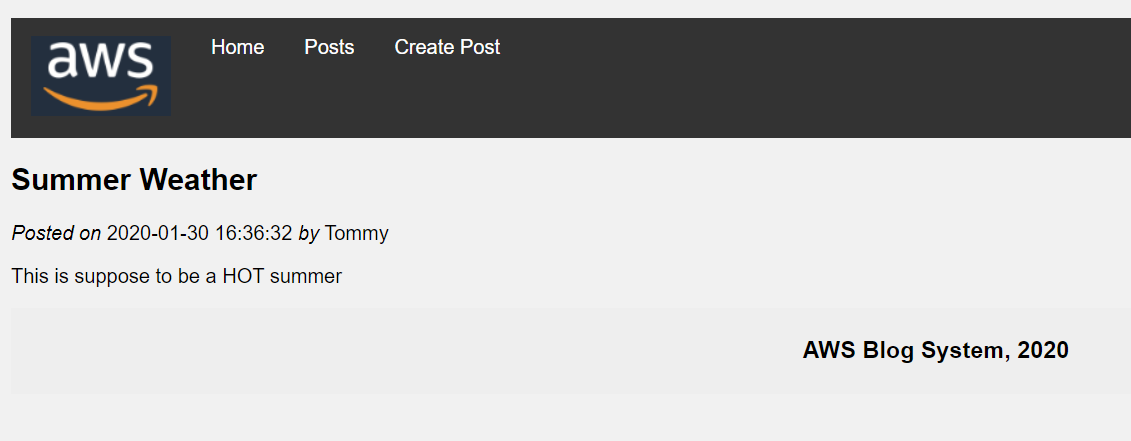 aws
Home Posts Create Post
Summer Weather
Posted on 2020-01-30 16:36:32 by Tommy
This is suppose to be a HOT summer
AWS Blog System, 2020